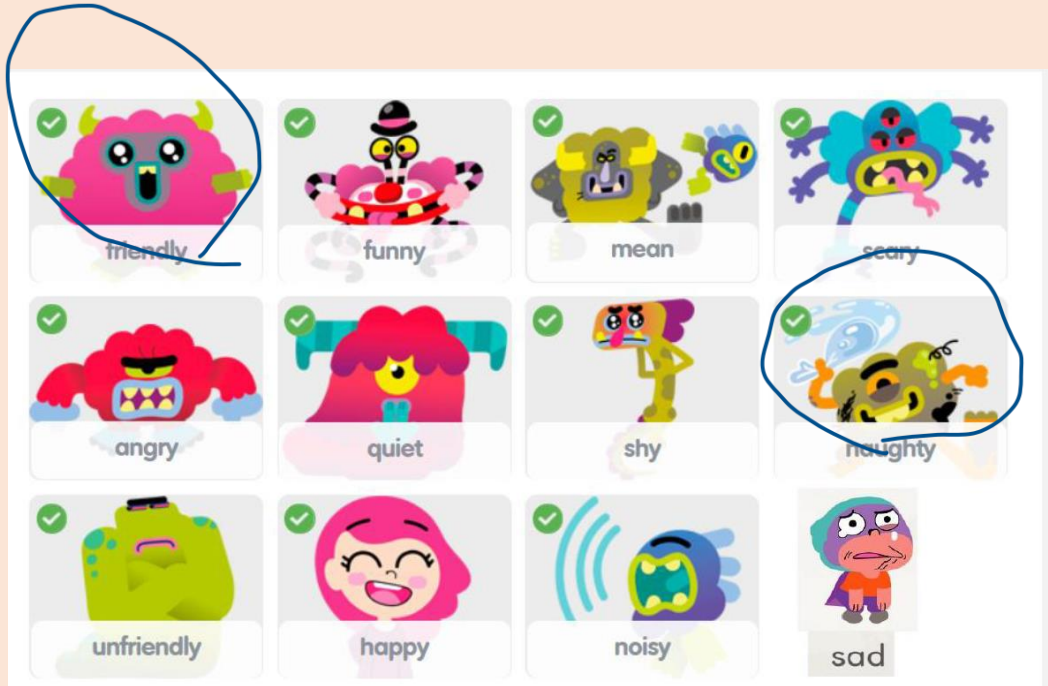 friendly
funny
mean
scary
angry
quiet
shy
naughty
unfriendly
happy
noisy
sad